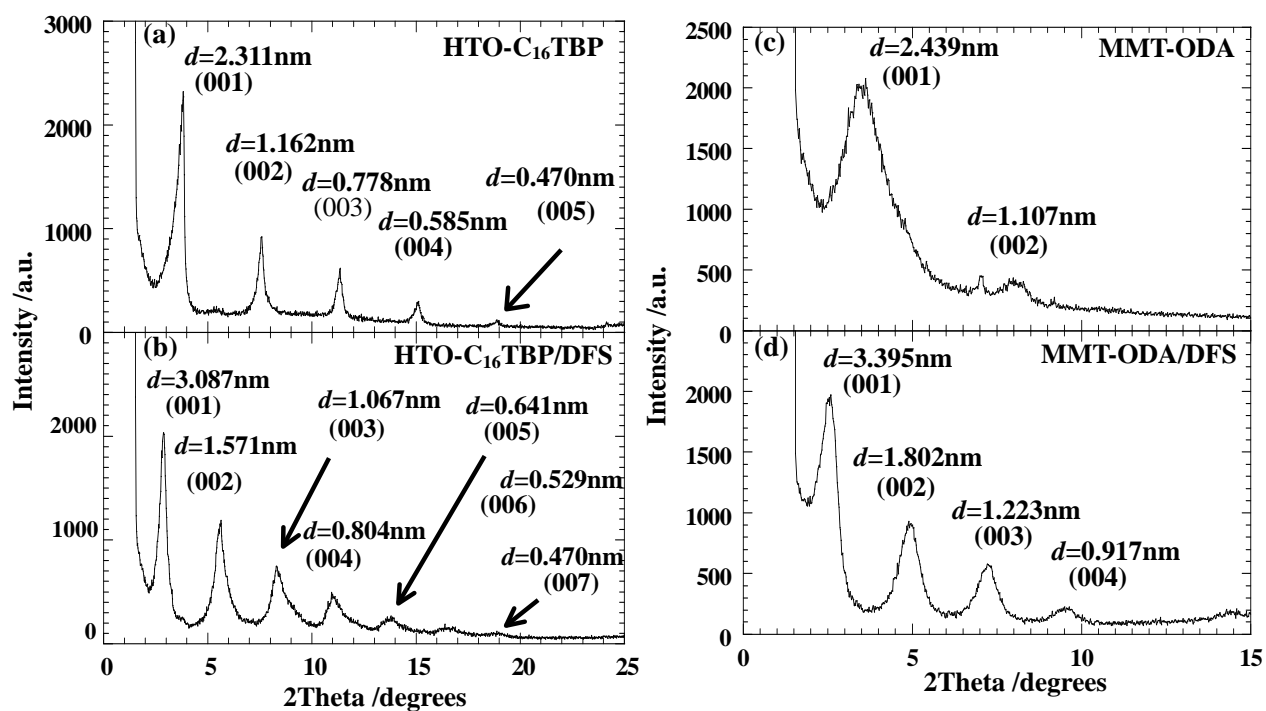 (a) HTO-C₁₆TBP
3000
d=2.311nm
(001)
2000
d=1.162nm
(002)
d=0.778nm
(003)
d=0.470nm
(005)
d=0.585nm
(004)
1000
0
(b) HTO-C₁₆TBP/DFS
d=3.087nm
(001)
d=1.571nm
(002)
d=1.067nm
(003)
d=0.641nm
(005)
d=0.529nm
(006)
d=0.804nm
(004)
d=0.470nm
(007)
2000
1000
0
Intensity /a.u.
0 5 10 15 20 25
2Theta /degrees
(c) MMT-ODA
2500
d=2.439nm
(001)
2000
1500
1000
d=1.107nm
(002)
500
0
(d) MMT-ODA/DFS
d=3.395nm
(001)
2000
d=1.802nm
(002)
1500
d=1.223nm
(003)
d=0.917nm
(004)
1000
500
0
Intensity /a.u.
0 5 10 15
2Theta /degrees